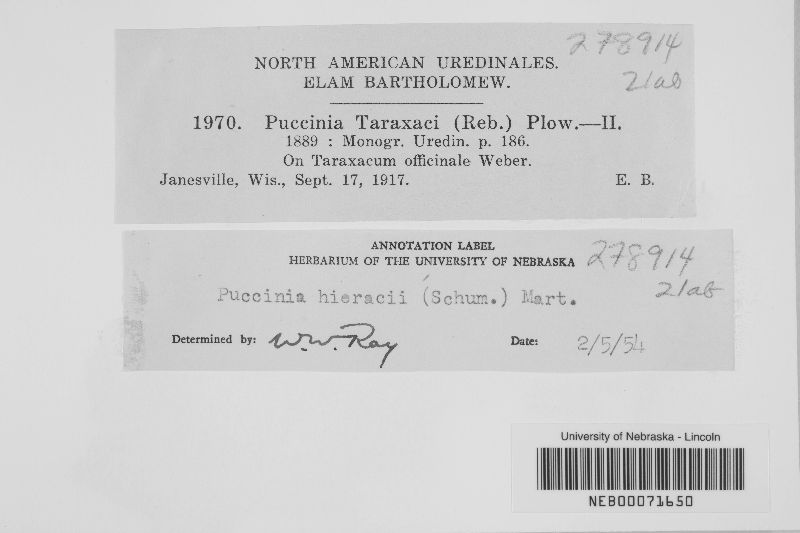 278914
21ab
NORTH AMERICAN UREDINALES.
ELAM BARTHOLOMEW.
1970. Puccinia Taraxaci (Reb.) Plow.—II.
1889 : Monogr. Uredin. p. 186.
On Taraxacum officinale Weber.
Janesville, Wis., Sept. 17, 1917. E. B.
ANNOTATION LABEL
HERBARIUM OF THE UNIVERSITY OF NEBRASKA
278914
21ab
Puccinia hieracii (Schum.) Mart.
Determined by: W.W. Ray Date: 2/5/54
University of Nebraska - Lincoln
NEB00071650